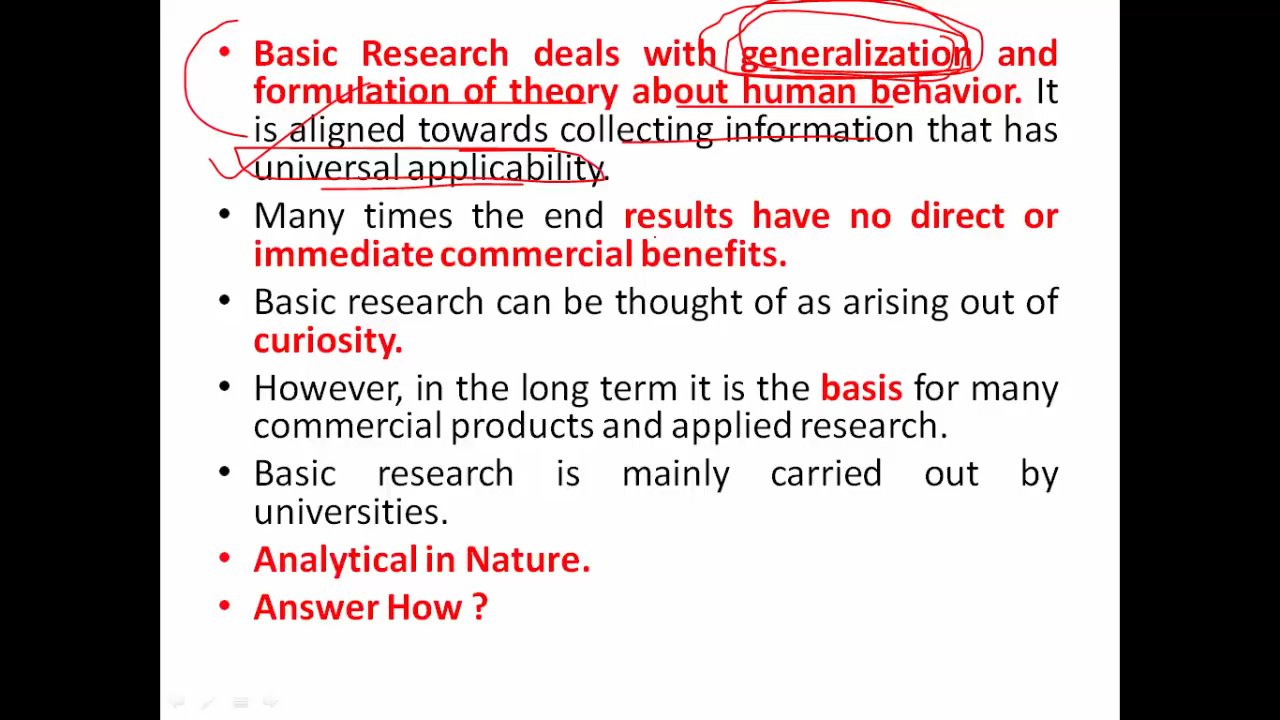 • Basic Research deals with generalization and
formulation of theory about human behavior. It
is aligned towards collecting information that has
universal applicability.
• Many times the end results have no direct or
immediate commercial benefits.
• Basic research can be thought of as arising out of
curiosity.
• However, in the long term it is the basis for many
commercial products and applied research.
• Basic research is mainly carried out by
universities.
• Analytical in Nature.
• Answer How ?